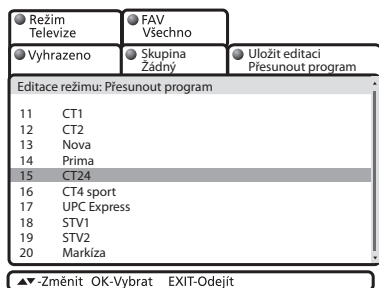 Režim
Televize
FAV
Všechno
Vyhrazeno
Skupina
Žádný
Uložit editaci
Přesunout program
Editace režimu: Přesunout program
11 CT1
12 CT2
13 Nova
14 Prima
15 CT24
16 CT4 sport
17 UPC Express
18 STV1
19 STV2
20 Markíza
▲▼-Změnit OK-Vybrat EXIT-Odejít